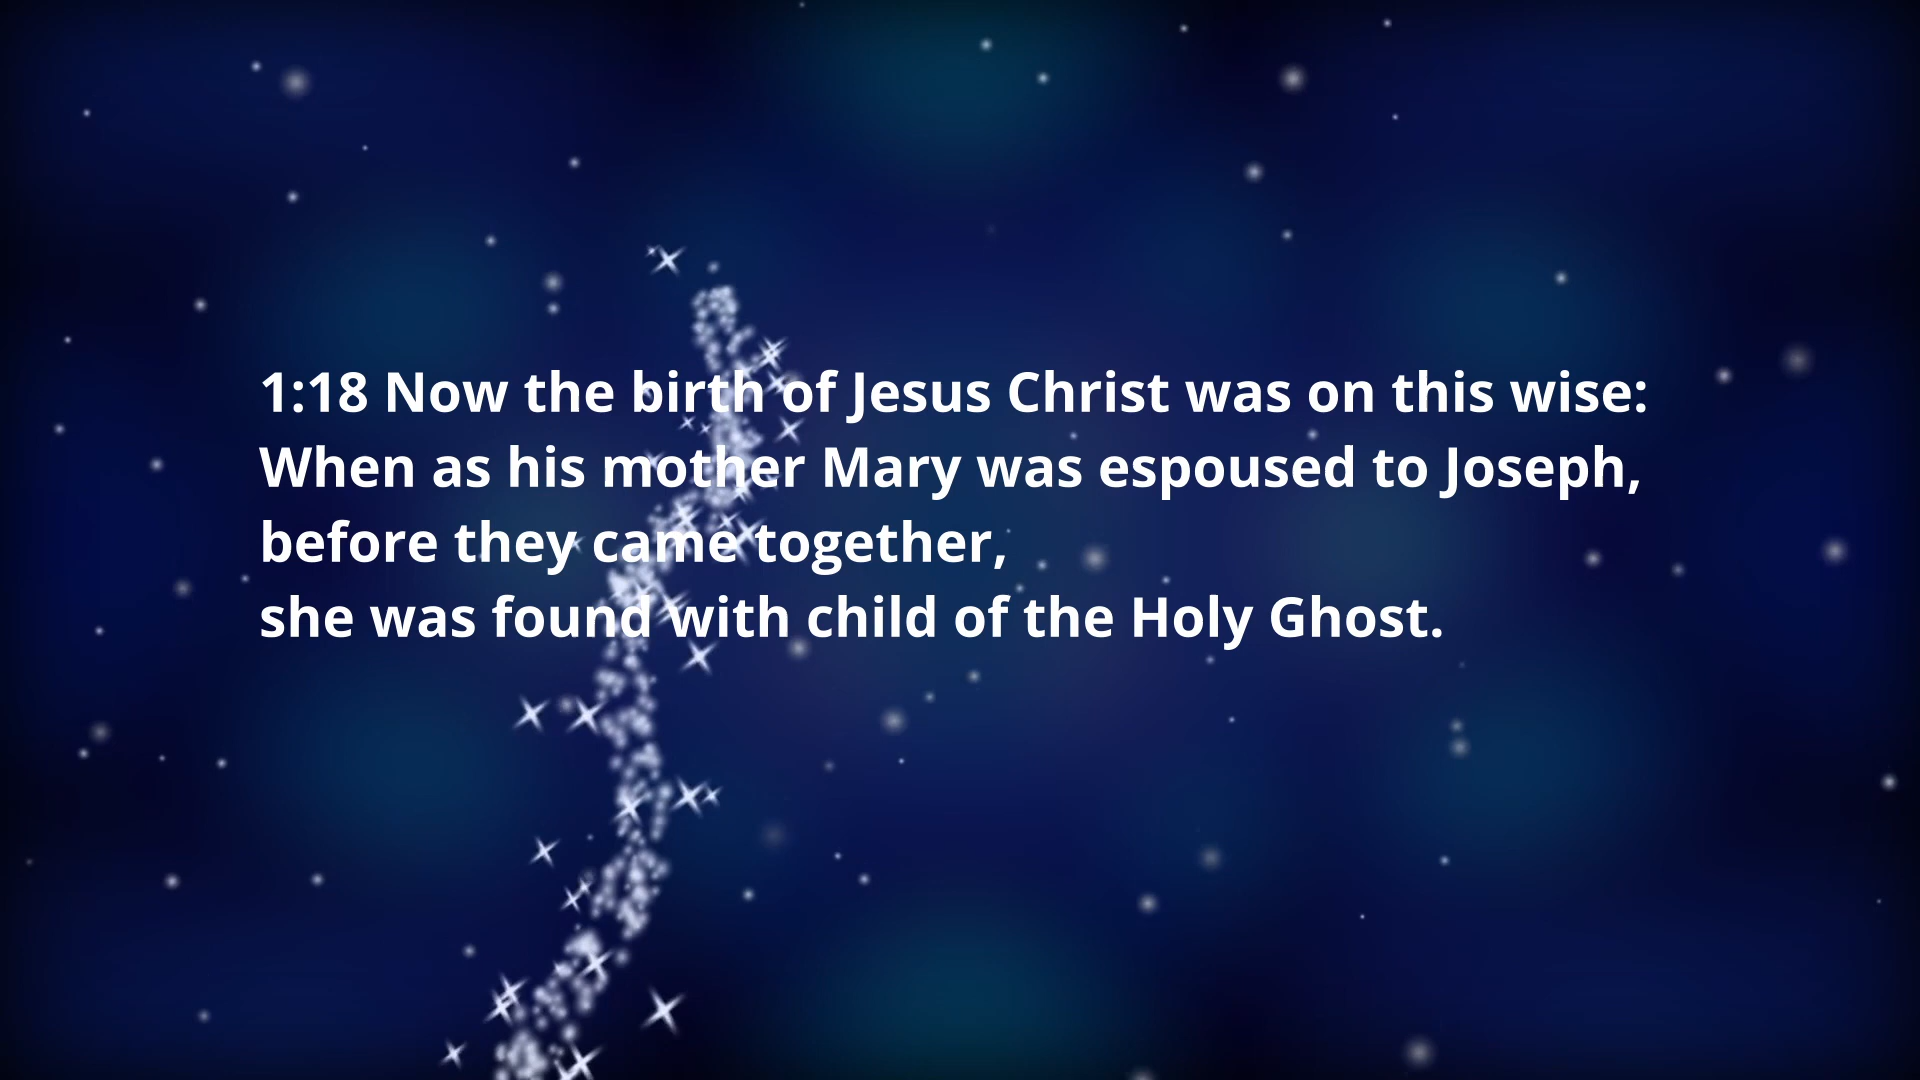 1:18 Now the birth of Jesus Christ was on this wise:
When as his mother Mary was espoused to Joseph,
before they came together,
she was found with child of the Holy Ghost.